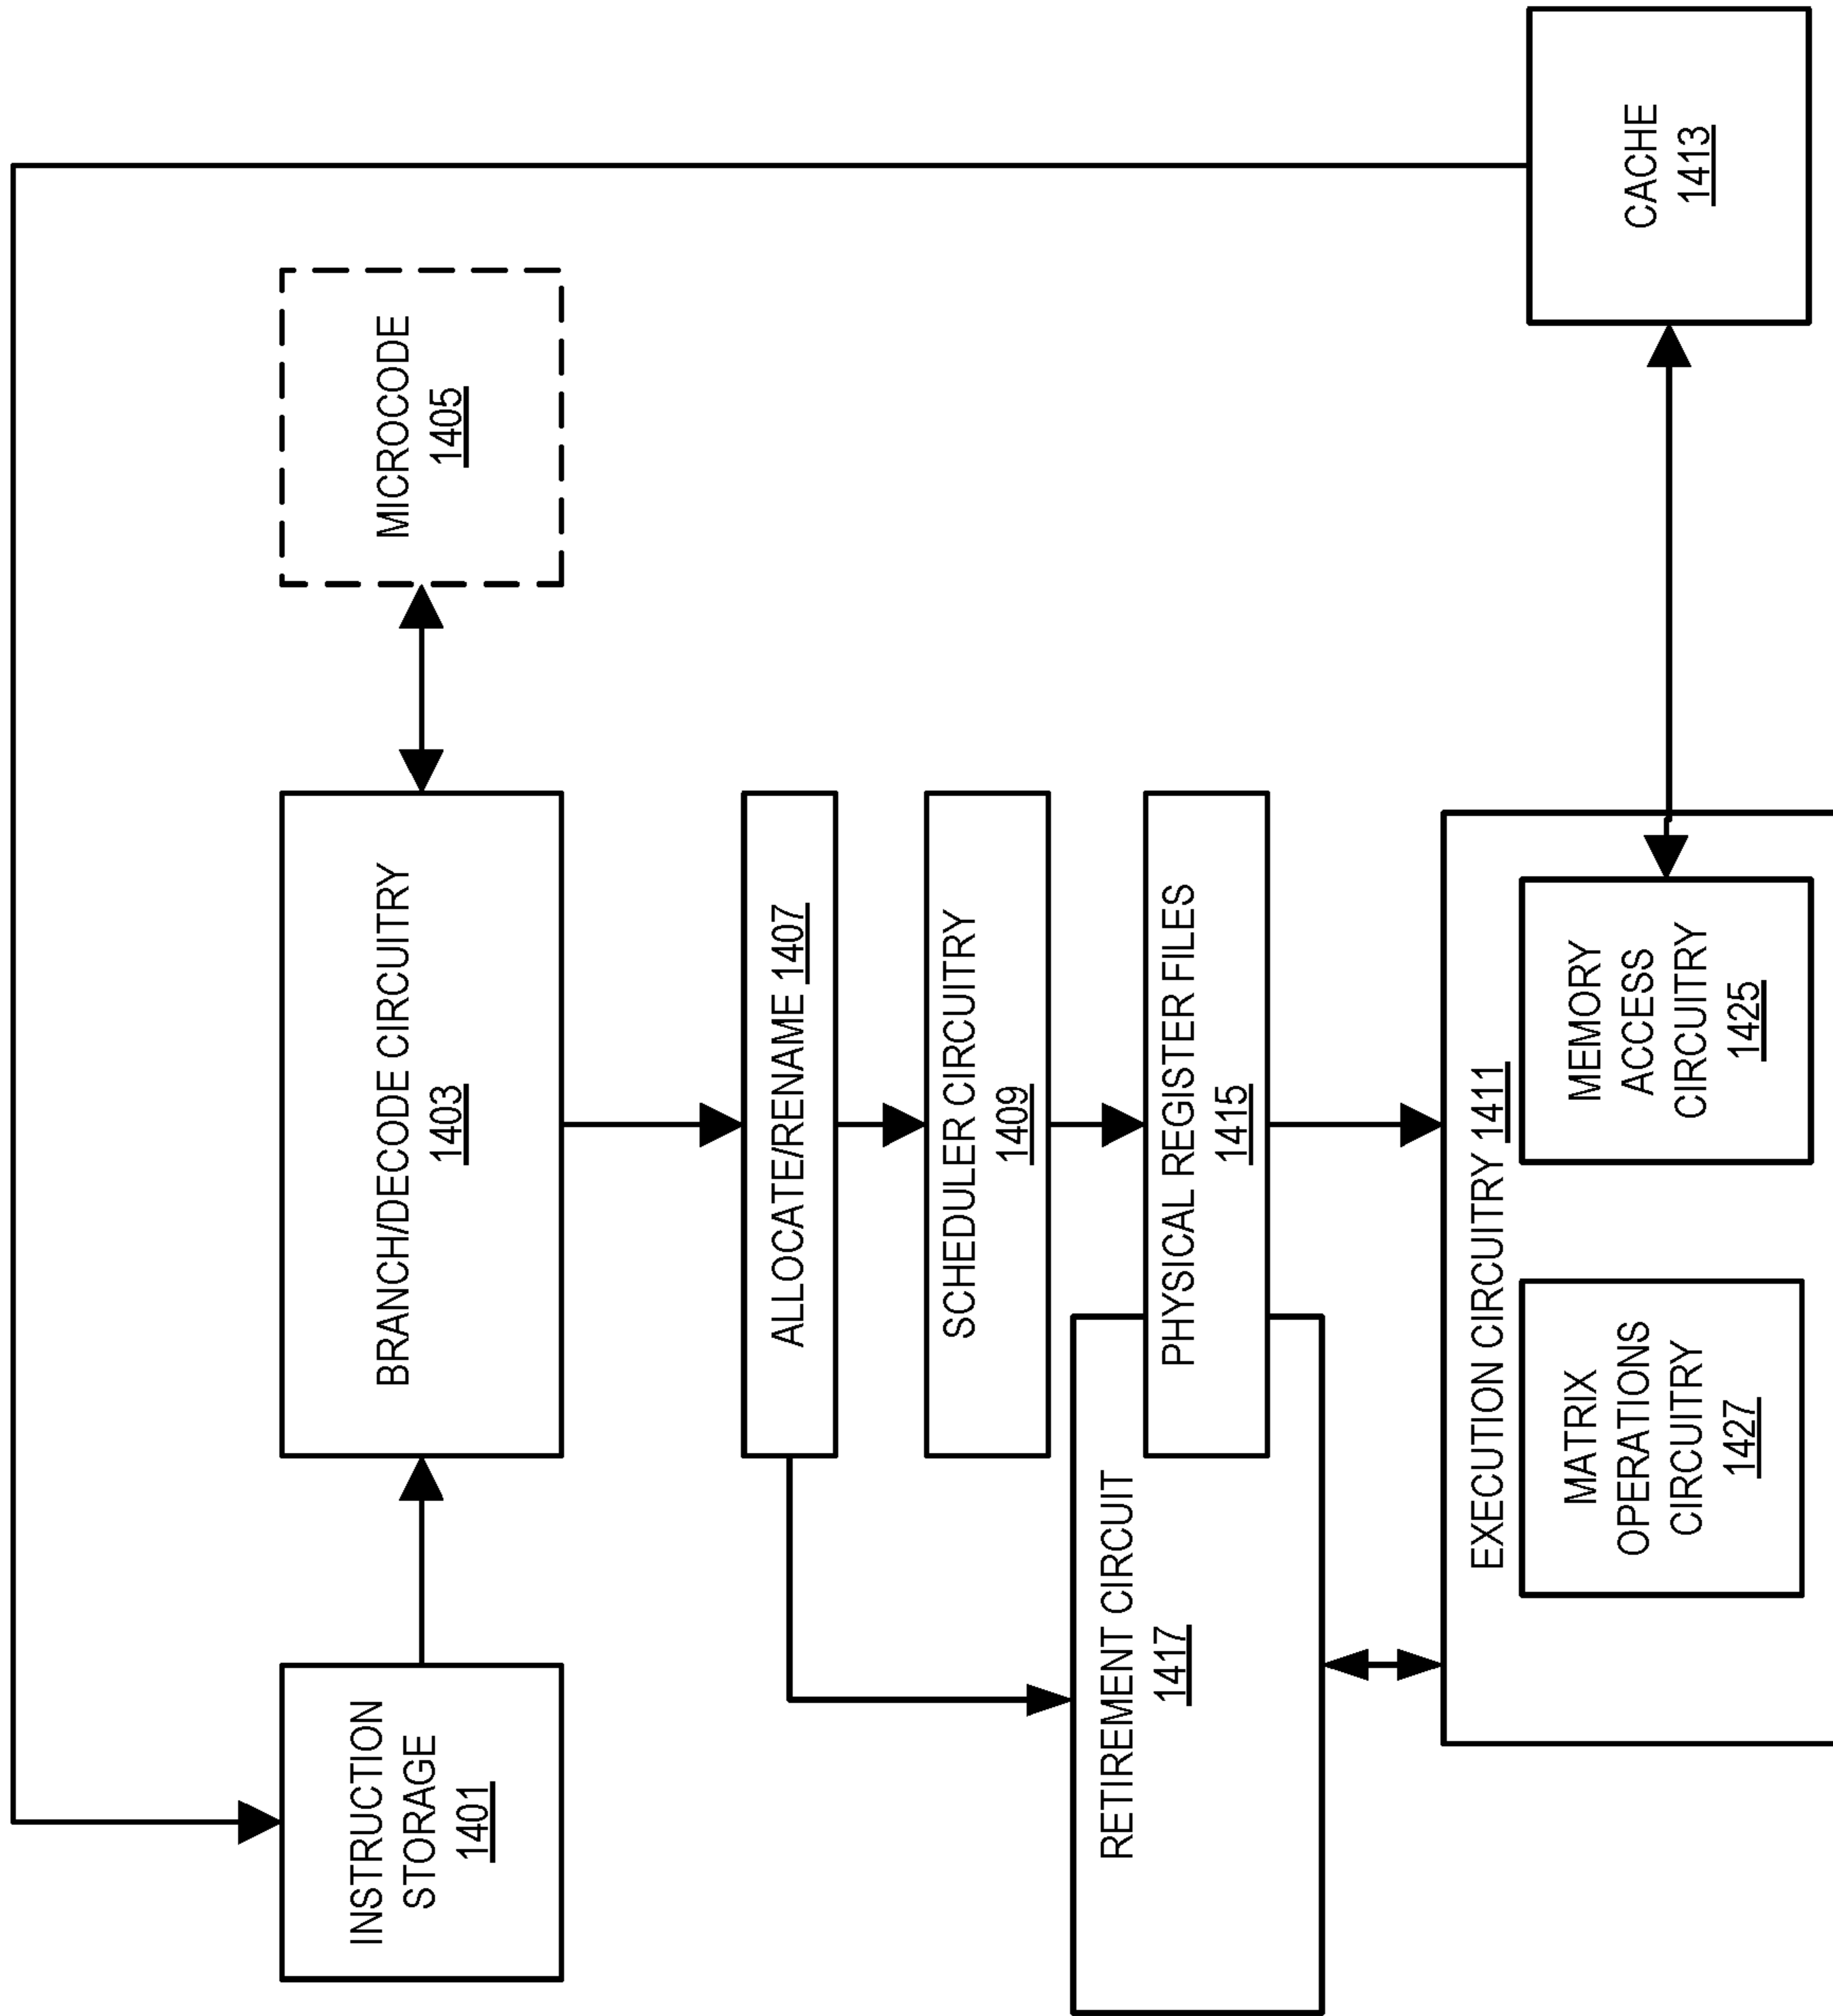 INSTRUCTION
STORAGE
1401
BRANCH/DECODE CIRCUITRY
1403
MICROCODE
1405
ALLOCATE/RENAME 1407
SCHEDULER CIRCUITRY
1409
RETIREMENT CIRCUIT
1417
PHYSICAL REGISTER FILES
1415
EXECUTION CIRCUITRY 1411
MATRIX
OPERATIONS
CIRCUITRY
1427
MEMORY
ACCESS
CIRCUITRY
1425
CACHE
1413